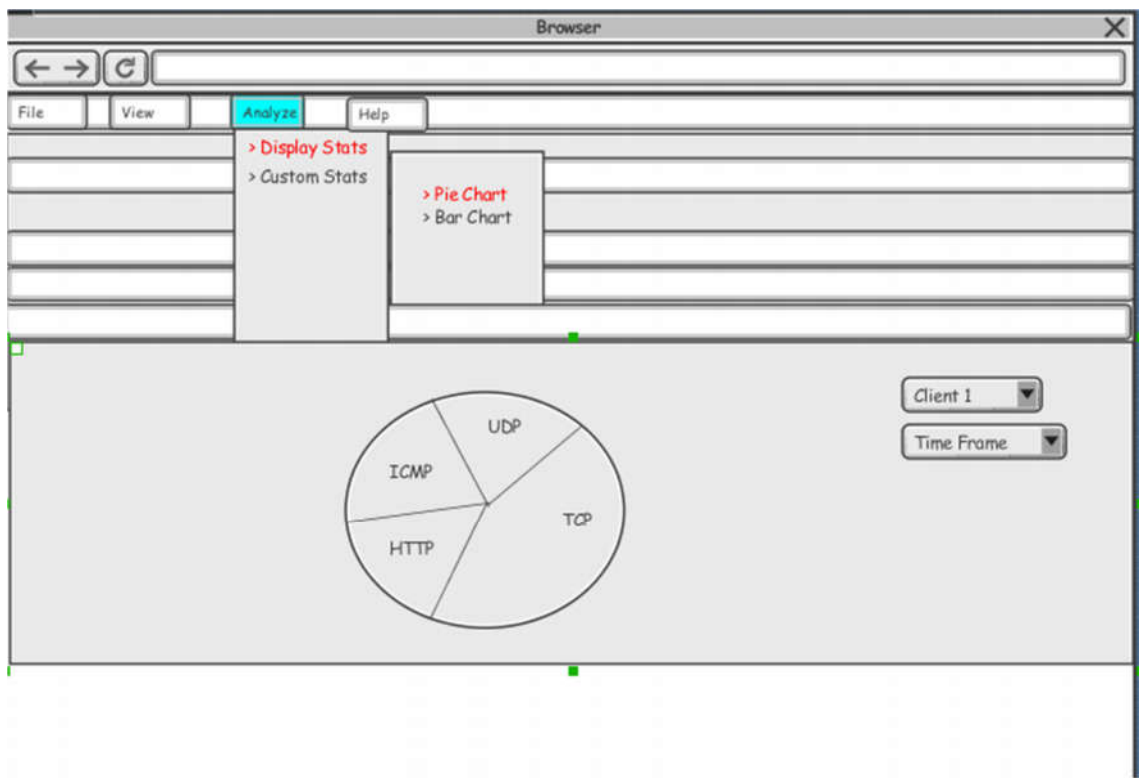 Browser
File View Analyze Help
> Display Stats
> Custom Stats
> Pie Chart
> Bar Chart
Client 1
Time Frame
UDP
ICMP
TCP
HTTP